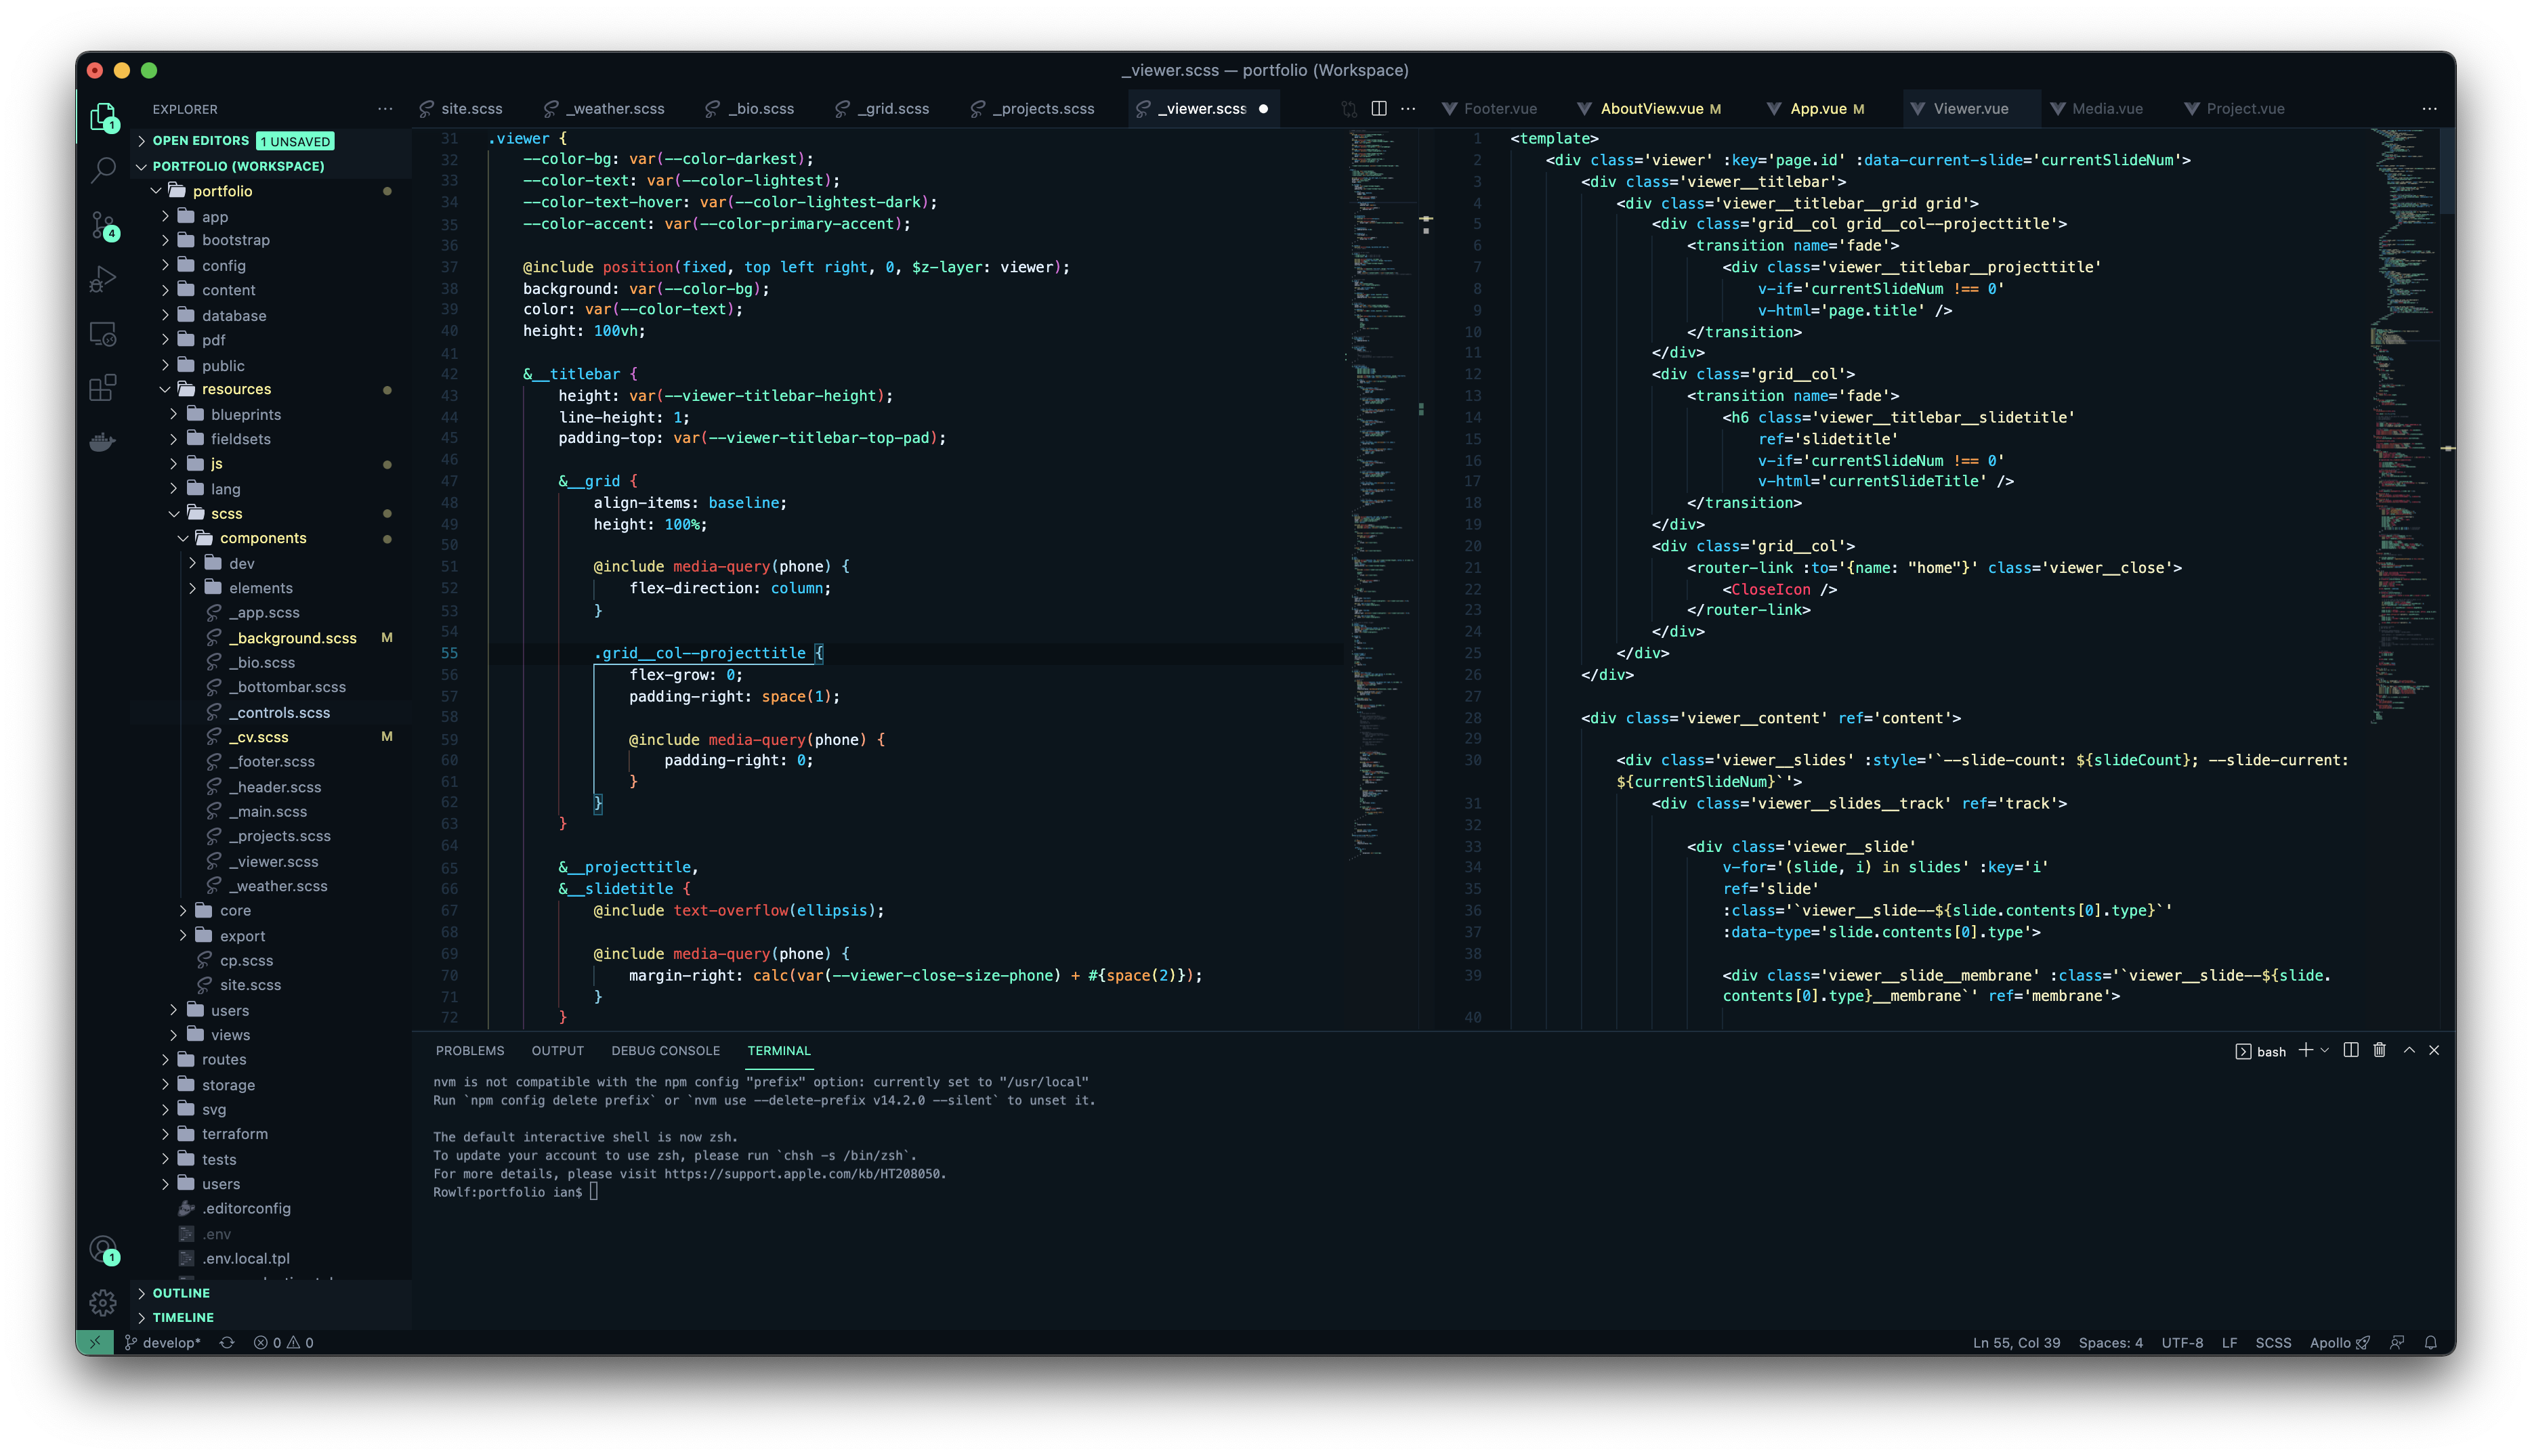 _viewer.scss — portfolio (Workspace)
EXPLORER
OPEN EDITORS 1 UNSAVED
PORTFOLIO (WORKSPACE)
portfolio
app
bootstrap
config
content
database
pdf
public
resources
blueprints
fieldsets
js
lang
scss
components
dev
elements
_app.scss
_background.scss M
_bio.scss
_bottombar.scss
_controls.scss
_cv.scss M
_footer.scss
_header.scss
_main.scss
_projects.scss
_viewer.scss
_weather.scss
core
export
cp.scss
site.scss
users
views
routes
storage
svg
terraform
tests
users
.editorconfig
.env
.env.local.tpl
OUTLINE
TIMELINE
1
4
1
site.scss _weather.scss _bio.scss _grid.scss _projects.scss _viewer.scss
31 .viewer {
32 --color-bg: var(--color-darkest);
33 --color-text: var(--color-lightest);
34 --color-text-hover: var(--color-lightest-dark);
35 --color-accent: var(--color-primary-accent);
36
37 @include position(fixed, top left right, 0, $z-layer: viewer);
38 background: var(--color-bg);
39 color: var(--color-text);
40 height: 100vh;
41
42 &__titlebar {
43 height: var(--viewer-titlebar-height);
44 line-height: 1;
45 padding-top: var(--viewer-titlebar-top-pad);
46
47 &__grid {
48 align-items: baseline;
49 height: 100%;
50
51 @include media-query(phone) {
52 flex-direction: column;
53 }
54
55 .grid__col--projecttitle {
56 flex-grow: 0;
57 padding-right: space(1);
58
59 @include media-query(phone) {
60 padding-right: 0;
61 }
62 }
63 }
64
65 &__projecttitle,
66 &__slidetitle {
67 @include text-overflow(ellipsis);
68
69 @include media-query(phone) {
70 margin-right: calc(var(--viewer-close-size-phone) + #{space(2)});
71 }
72 }
Footer.vue AboutView.vue M App.vue M Viewer.vue Media.vue Project.vue
1 <template>
2 <div class='viewer' :key='page.id' :data-current-slide='currentSlideNum'>
3 <div class='viewer__titlebar'>
4 <div class='viewer__titlebar__grid grid'>
5 <div class='grid__col grid__col--projecttitle'>
6 <transition name='fade'>
7 <div class='viewer__titlebar__projecttitle'
8 v-if='currentSlideNum !== 0'
9 v-html='page.title' />
10 </transition>
11 </div>
12 <div class='grid__col'>
13 <transition name='fade'>
14 <h6 class='viewer__titlebar__slidetitle'
15 ref='slidetitle'
16 v-if='currentSlideNum !== 0'
17 v-html='currentSlideTitle' />
18 </transition>
19 </div>
20 <div class='grid__col'>
21 <router-link :to='{name: "home"}' class='viewer__close'>
22 <CloseIcon />
23 </router-link>
24 </div>
25 </div>
26 </div>
27
28 <div class='viewer__content' ref='content'>
29
30 <div class='viewer__slides' :style='`--slide-count: ${slideCount}; --slide-current:
${currentSlideNum}`'>
31 <div class='viewer__slides__track' ref='track'>
32
33 <div class='viewer__slide'
34 v-for='(slide, i) in slides' :key='i'
35 ref='slide'
36 :class='`viewer__slide--${slide.contents[0].type}`'
37 :data-type='slide.contents[0].type'>
38
39 <div class='viewer__slide__membrane' :class='`viewer__slide--${slide.
contents[0].type}__membrane`' ref='membrane'>
40
PROBLEMS OUTPUT DEBUG CONSOLE TERMINAL
bash
nvm is not compatible with the npm config "prefix" option: currently set to "/usr/local"
Run `npm config delete prefix` or `nvm use --delete-prefix v14.2.0 --silent` to unset it.
The default interactive shell is now zsh.
To update your account to use zsh, please run `chsh -s /bin/zsh`.
For more details, please visit https://support.apple.com/kb/HT208050.
Rowlf:portfolio ian$
develop* 0 0
Ln 55, Col 39 Spaces: 4 UTF-8 LF SCSS Apollo